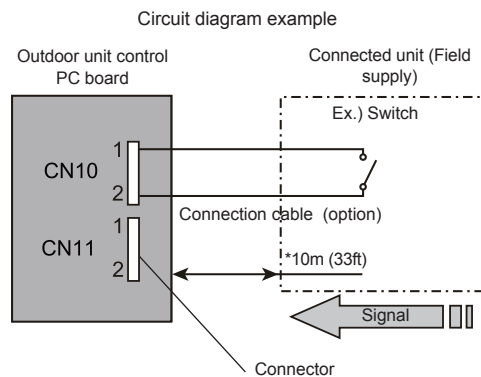 Circuit diagram example
Outdoor unit control
PC board
Connected unit (Field
supply)
Ex.) Switch
CN10
1
2
Connection cable (option)
CN11
1
2
*10m (33ft)
Signal
Connector